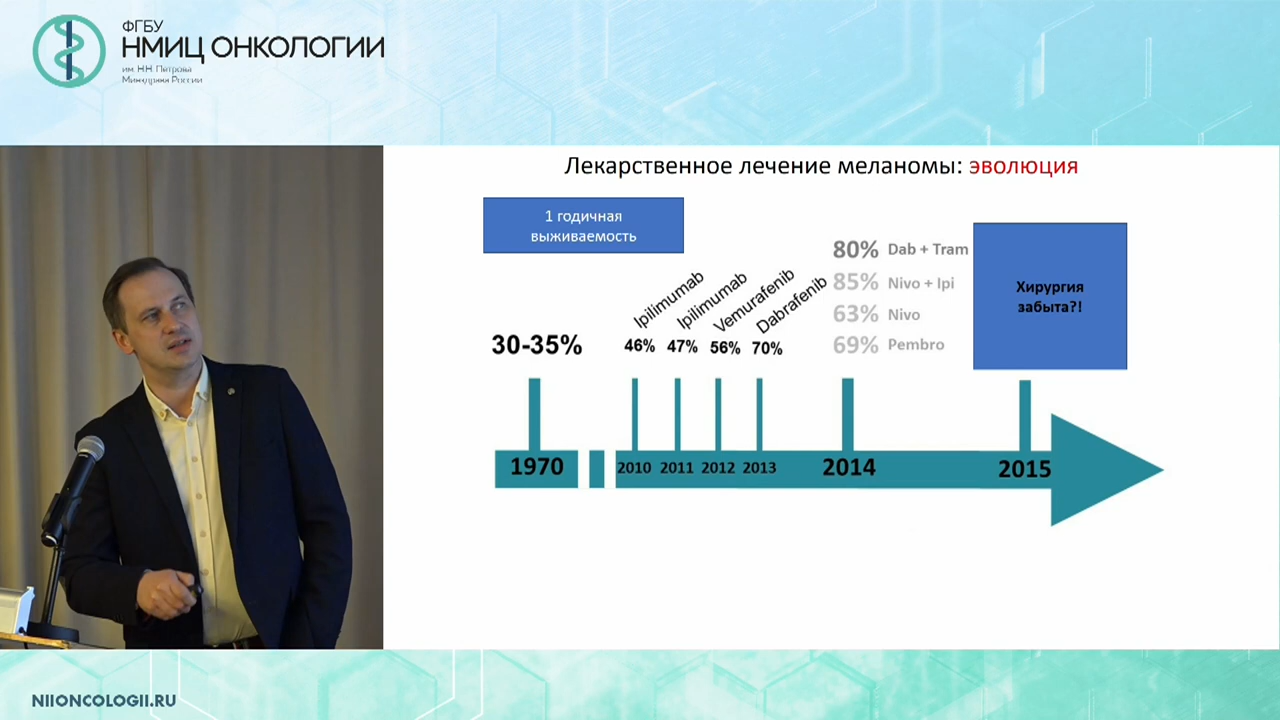 ФГБУ
НМИЦ ОНКОЛОГИИ
им. Н.Н. Петрова
Минздрава России
Лекарственное лечение меланомы: эволюция
1 годичная
выживаемость
30-35%
Ipilimumab
Ipilimumab
Vemurafenib
Dabrafenib
46% 47% 56% 70%
80% Dab + Tram
85% Nivo + Ipi
63% Nivo
69% Pembro
Хирургия
забыта?!
1970 2010 2011 2012 2013 2014 2015
NIIONCOLOGII.RU